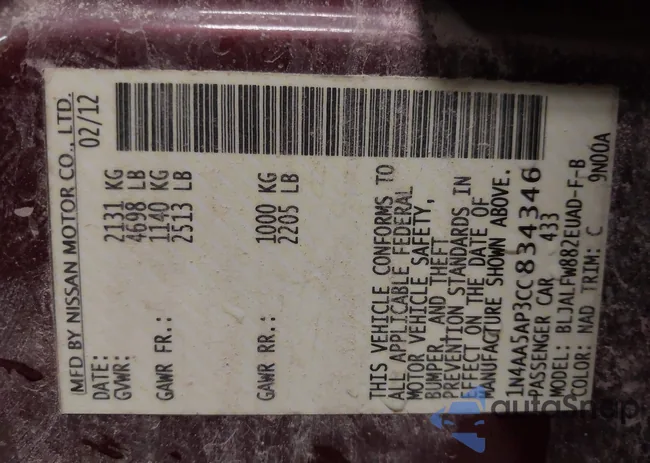 MFD BY NISSAN MOTOR CO., LTD.
DATE: 02/12
GVWR: 2131 KG
4698 LB
GAWR FR.: 1140 KG
2513 LB
GAWR RR.: 1000 KG
2205 LB
THIS VEHICLE CONFORMS TO
ALL APPLICABLE FEDERAL
MOTOR VEHICLE SAFETY,
BUMPER, AND THEFT
PREVENTION STANDARDS IN
EFFECT ON THE DATE OF
MANUFACTURE SHOWN ABOVE.
1N4AA5AP3CC834346
PASSENGER CAR 433
MODEL: BLJALFW882EUAD-F-B
COLOR: NAD TRIM: C 9N00A
autoSnap